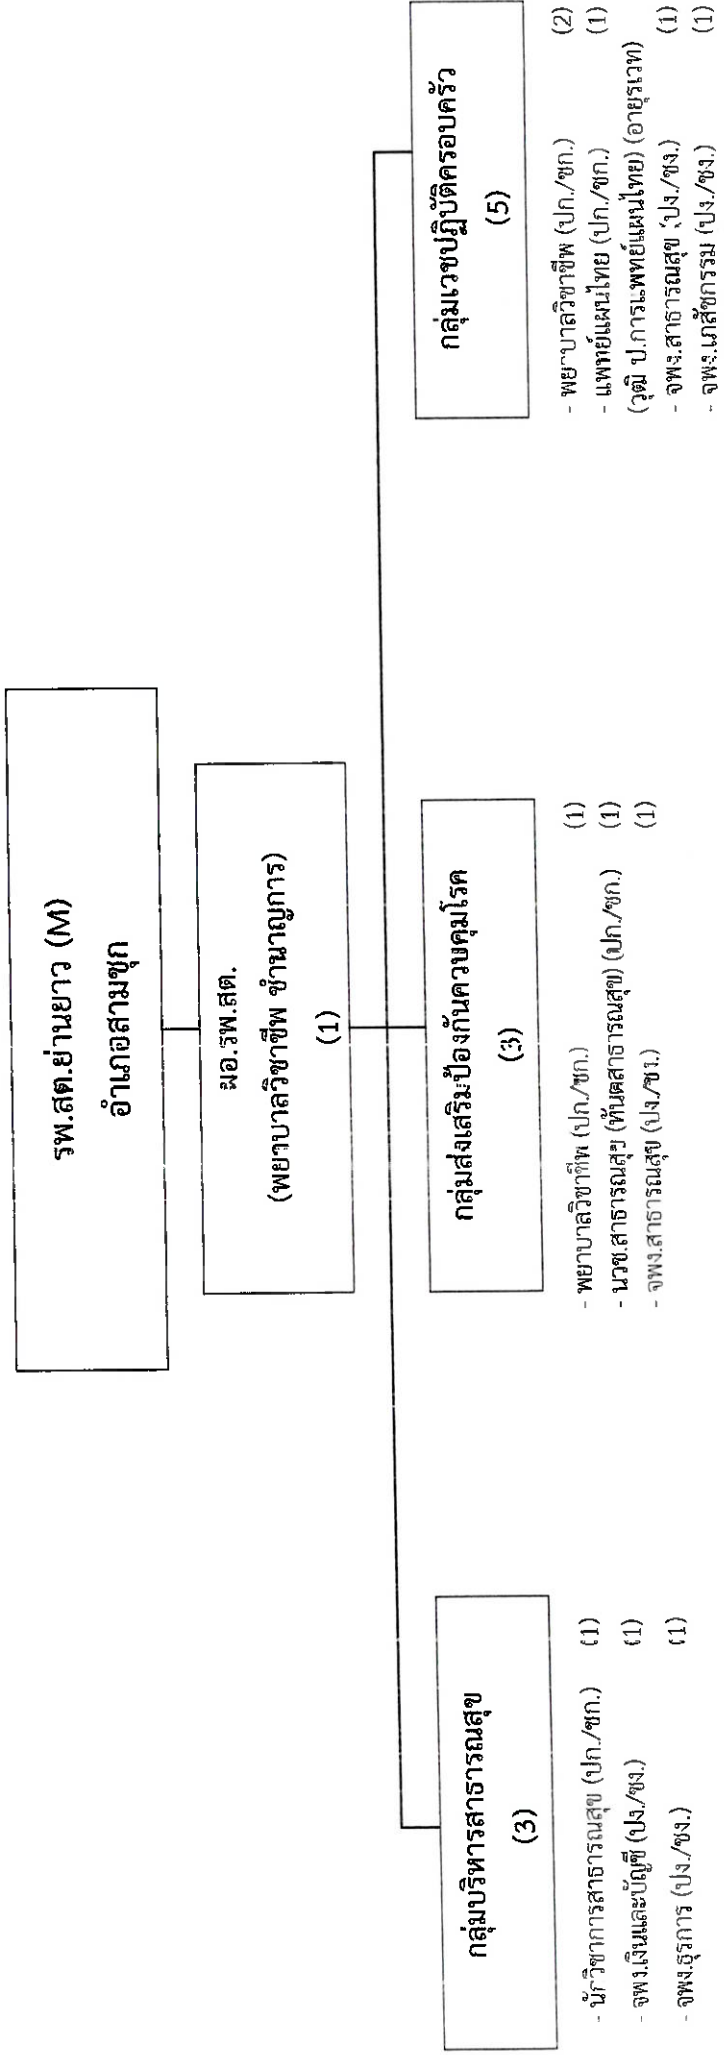 รพ.สต.ย่านยาว (M)
อำเภอสามชุก
ผอ.รพ.สต.
(พยาบาลวิชาชีพ ชำนาญการ)
(1)
กลุ่มบริหารสาธารณสุข
(3)
- นักวิชาการสาธารณสุข (ปก./ชก.) (1)
- จพง.เงินและบัญชี (ปง./ชง.) (1)
- จพง.ธุรการ (ปง./ชง.) (1)
กลุ่มส่งเสริมป้องกันควบคุมโรค
(3)
- พยาบาลวิชาชีพ (ปก./ชก.) (1)
- นวช.สาธารณสุข (ทันตสาธารณสุข) (ปก./ชก.) (1)
- จพง.สาธารณสุข (ปง./ชง.) (1)
กลุ่มเวชปฏิบัติครอบครัว
(5)
- พยาบาลวิชาชีพ (ปก./ชก.) (2)
- แพทย์แผนไทย (ปก./ชก.) (1)
(วุฒิ ป.การแพทย์แผนไทย) (อายุรเวท)
- จพง.สาธารณสุข (ปง./ชง.) (1)
- จพง.เภสัชกรรม (ปง./ชง.) (1)